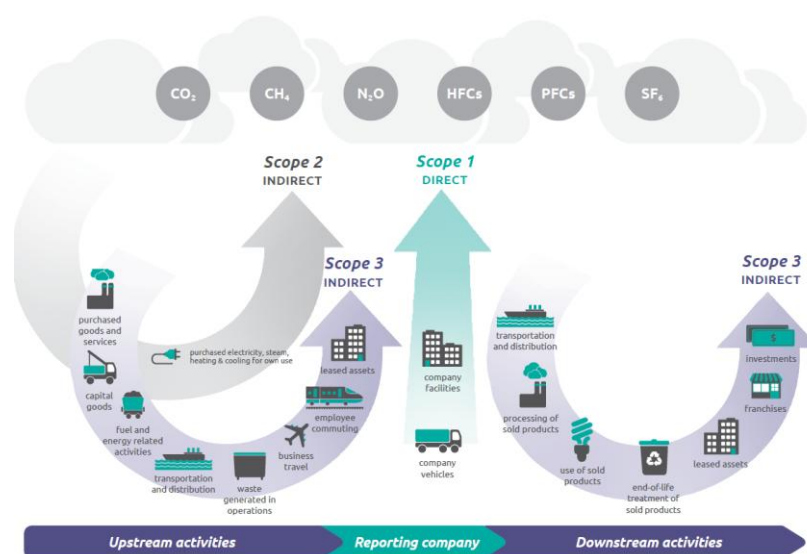 CO₂ CH₄ N₂O HFCs PFCs SF₆
Scope 2
INDIRECT
Scope 1
DIRECT
Scope 3
INDIRECT
Scope 3
INDIRECT
purchased
goods and
services
capital
goods
fuel and
energy related
activities
purchased electricity, steam,
heating & cooling for own use
transportation
and distribution
waste
generated in
operations
business
travel
employee
commuting
leased assets
company
facilities
company
vehicles
transportation
and distribution
processing of
sold products
use of sold
products
end-of-life
treatment of
sold products
leased assets
franchises
$
investments
Upstream activities
Reporting company
Downstream activities